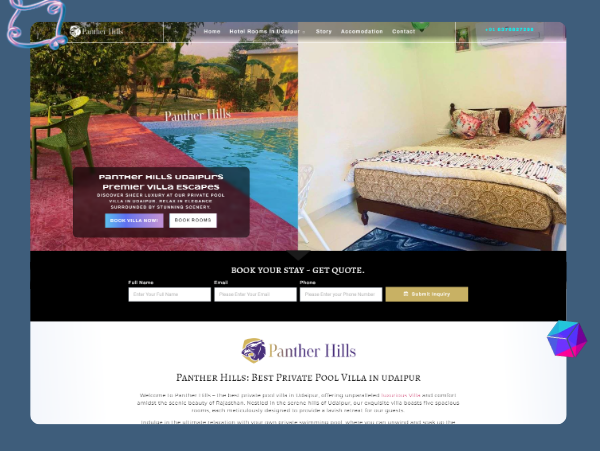 Panther Hills
Home Hotel Rooms In Udaipur Story Accomodation Contact
Panther Hills
Panther Hills Udaipur's
Premier Villa Escapes
DISCOVER SHEER LUXURY AT OUR PRIVATE POOL
VILLA IN UDAIPUR. RELAX IN ELEGANCE
SURROUNDED BY STUNNING SCENERY.
BOOK VILLA NOW! BOOK ROOMS
BOOK YOUR STAY - GET QUOTE.
Full Name Email Phone
Enter Your Full Name Please Enter Your Email Please Enter your Phone Number Submit Inquiry
Panther Hills
Panther Hills: Best Private Pool Villa in udaipur
Welcome to Panther Hills – the best private pool villa in Udaipur, offering unparalleled luxurious Villa and comfort
amidst the scenic beauty of Rajasthan. Nestled in the serene hills of Udaipur, our exquisite villa boasts five spacious
rooms, each meticulously designed to provide a lavish retreat for our guests.
Indulge in the ultimate relaxation with your own private swimming pool, where you can unwind and soak up the